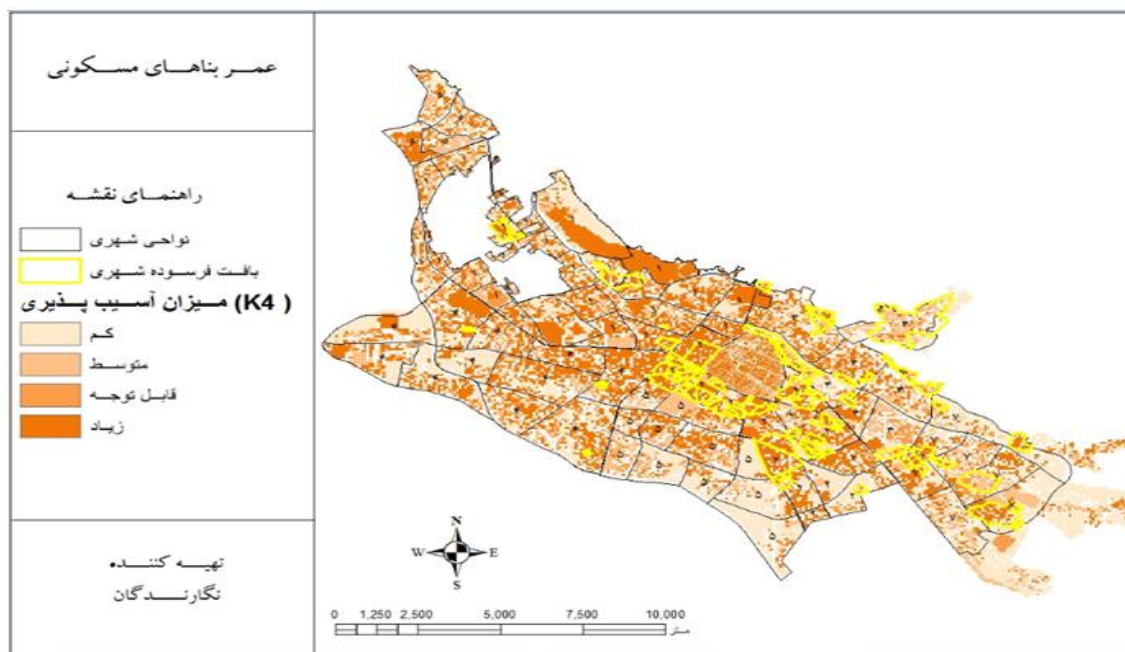 عمر بناهای مسکونی
راهنمای نقشه
نواحی شهری
بافت فرسوده شهری
میزان آسیب پذیری (K4 )
کم
متوسط
قابل توجه
زیاد
تهیه کننده
نگارندگان
N
W E
S
0 1,250 2,500 5,000 7,500 10,000
متر